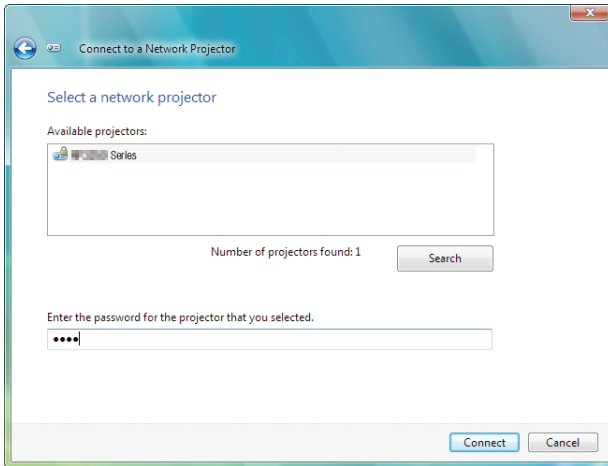 Connect to a Network Projector
Select a network projector
Available projectors:
Series
Number of projectors found: 1
Search
Enter the password for the projector that you selected.
••••
Connect
Cancel